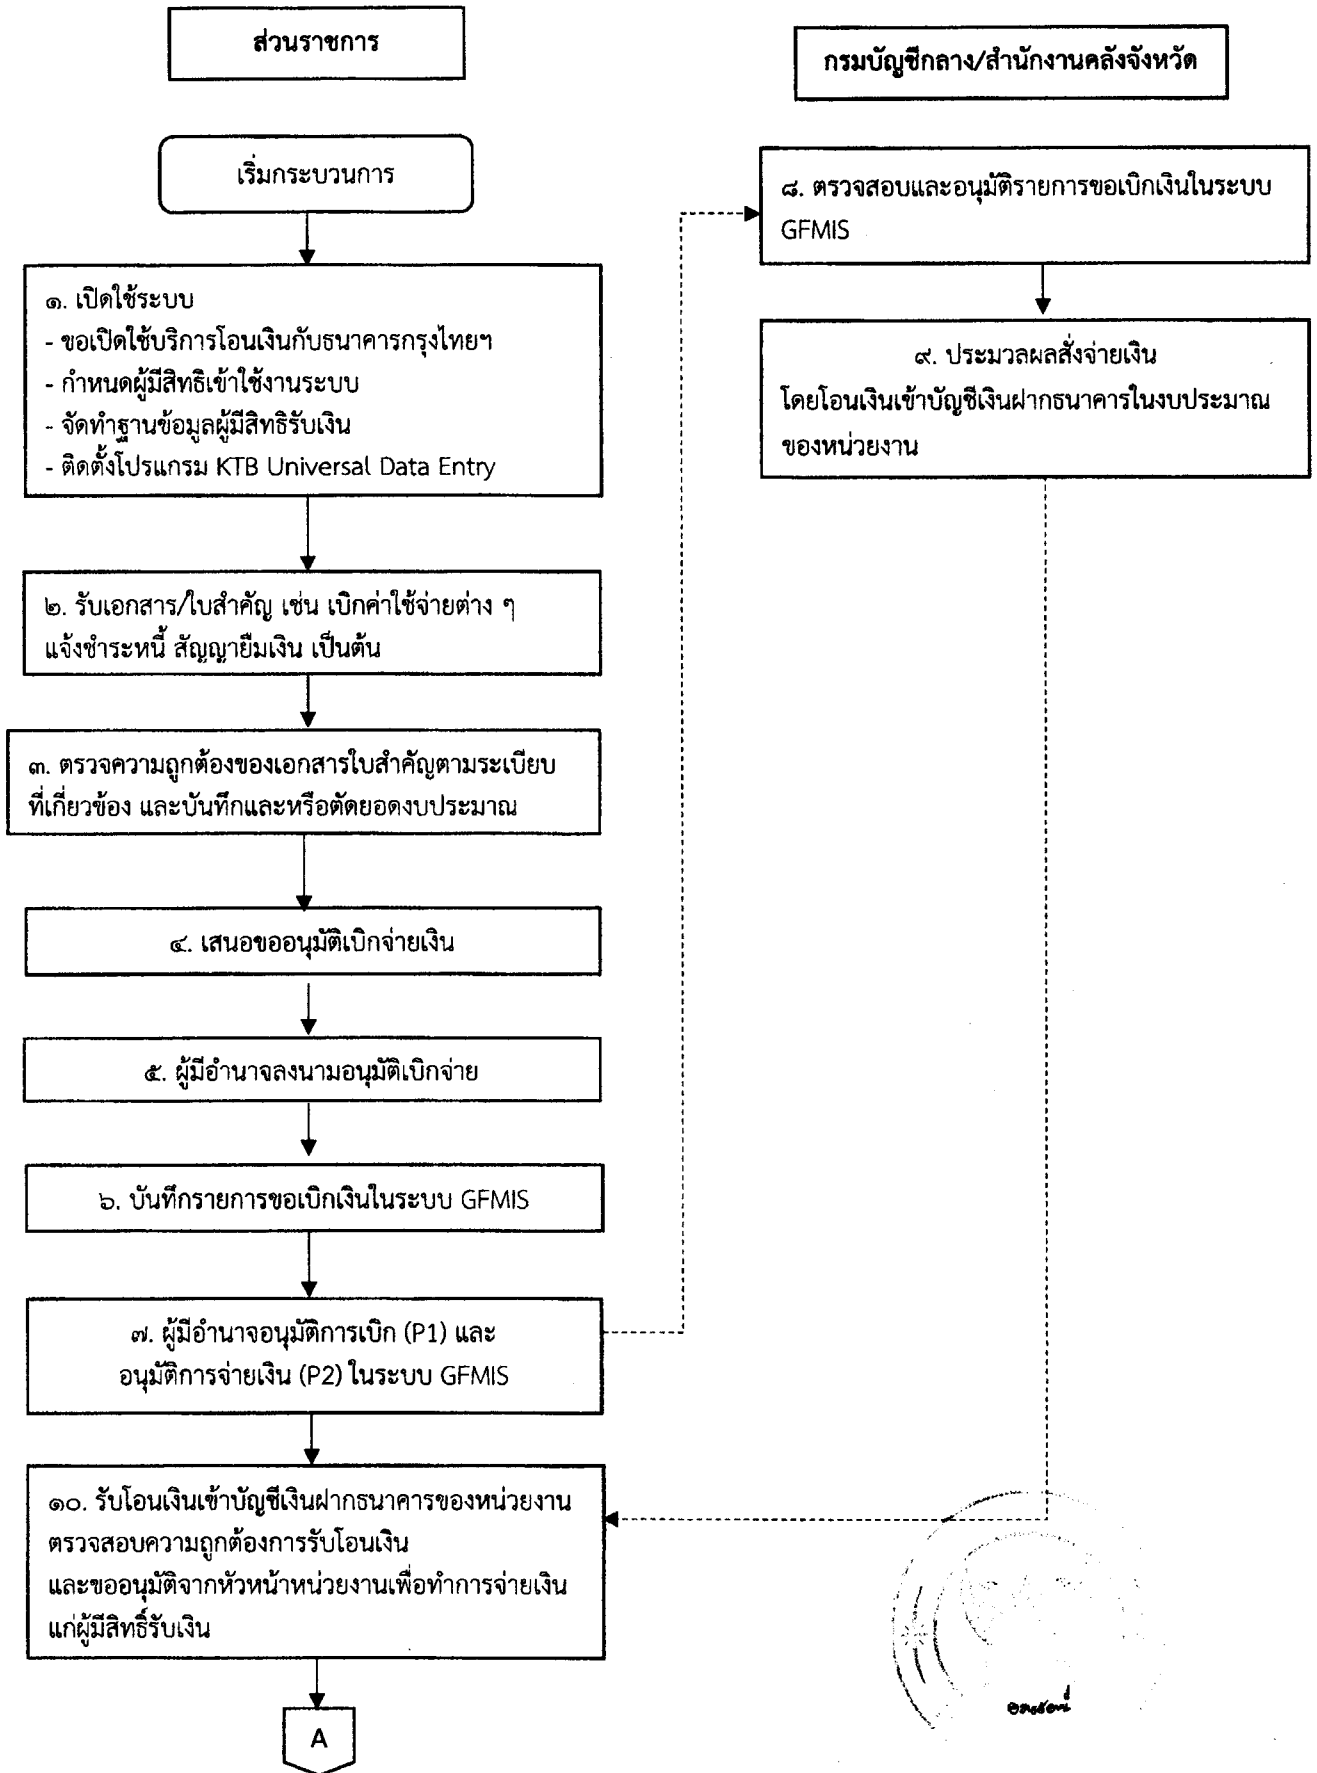 ส่วนราชการ
กรมบัญชีกลาง/สำนักงานคลังจังหวัด
เริ่มกระบวนการ
๑. เปิดใช้ระบบ
- ขอเปิดใช้บริการโอนเงินกับธนาคารกรุงไทยฯ
- กำหนดผู้มีสิทธิเข้าใช้งานระบบ
- จัดทำฐานข้อมูลผู้มีสิทธิรับเงิน
- ติดตั้งโปรแกรม KTB Universal Data Entry
๒. รับเอกสาร/ใบสำคัญ เช่น เบิกค่าใช้จ่ายต่าง ๆ
แจ้งชำระหนี้ สัญญายืมเงิน เป็นต้น
๓. ตรวจความถูกต้องของเอกสารใบสำคัญตามระเบียบ
ที่เกี่ยวข้อง และบันทึกและหรือตัดยอดงบประมาณ
๔. เสนอขออนุมัติเบิกจ่ายเงิน
๕. ผู้มีอำนาจลงนามอนุมัติเบิกจ่าย
๖. บันทึกรายการขอเบิกเงินในระบบ GFMIS
๗. ผู้มีอำนาจอนุมัติการเบิก (P1) และ
อนุมัติการจ่ายเงิน (P2) ในระบบ GFMIS
๘. ตรวจสอบและอนุมัติรายการขอเบิกเงินในระบบ
GFMIS
๙. ประมวลผลสั่งจ่ายเงิน
โดยโอนเงินเข้าบัญชีเงินฝากธนาคารในงบประมาณ
ของหน่วยงาน
๑๐. รับโอนเงินเข้าบัญชีเงินฝากธนาคารของหน่วยงาน
ตรวจสอบความถูกต้องการรับโอนเงิน
และขออนุมัติจากหัวหน้าหน่วยงานเพื่อทำการจ่ายเงิน
แก่ผู้มีสิทธิ์รับเงิน
A